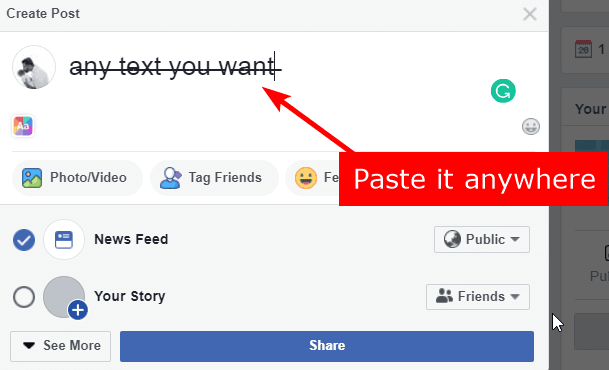 Create Post
any text you want
Aa
Photo/Video
Tag Friends
Fe
Paste it anywhere
News Feed
Public
Your Story
Friends
See More
Share
1
Your
Pu